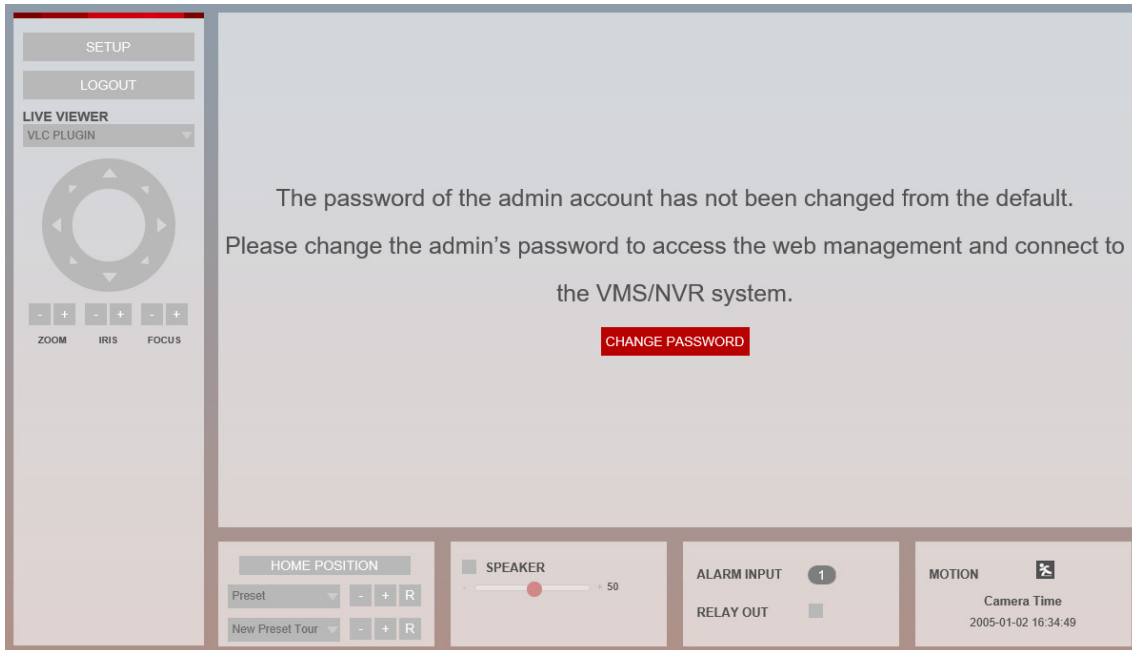 SETUP
LOGOUT
LIVE VIEWER
VLC PLUGIN
- + - + - +
ZOOM IRIS FOCUS
The password of the admin account has not been changed from the default.
Please change the admin’s password to access the web management and connect to
the VMS/NVR system.
CHANGE PASSWORD
HOME POSITION
Preset - + R
New Preset Tour - + R
SPEAKER
- + 50
ALARM INPUT 1
RELAY OUT
MOTION
Camera Time
2005-01-02 16:34:49